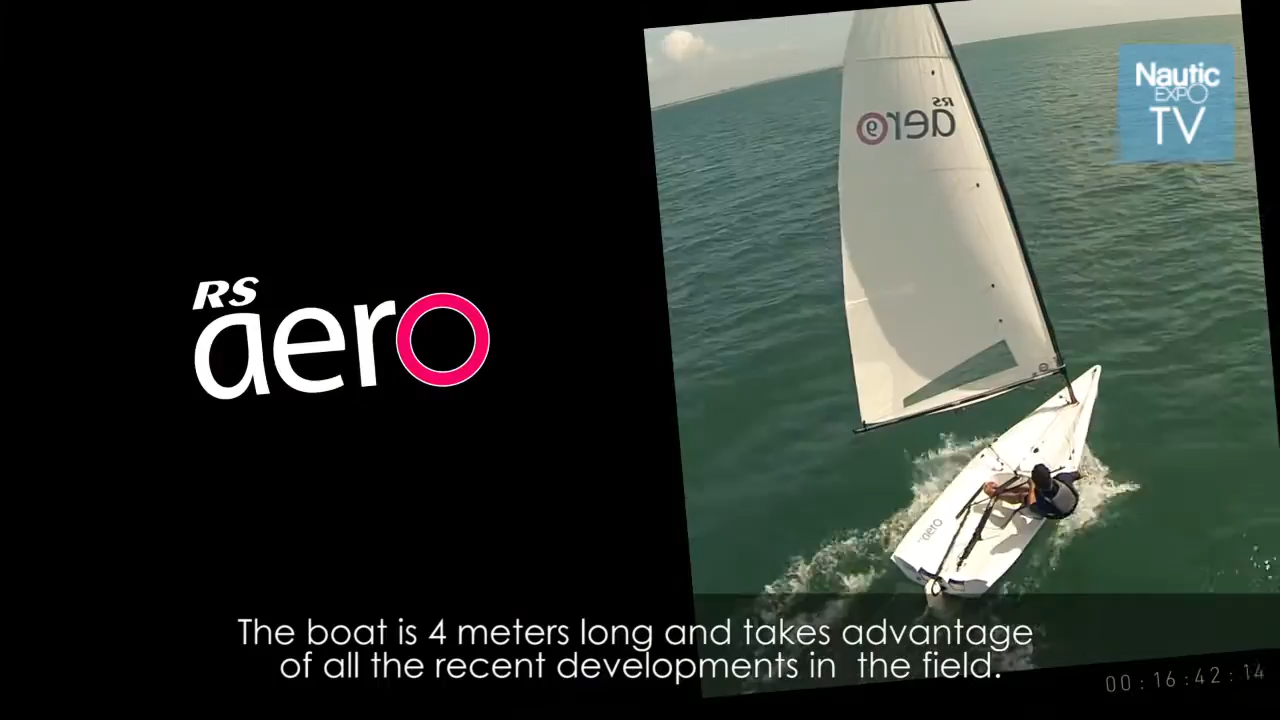 Nautic
EXPO
TV
RS
aero
9
RS
aero
aero
The boat is 4 meters long and takes advantage
of all the recent developments in  the field.
00:16:42:14